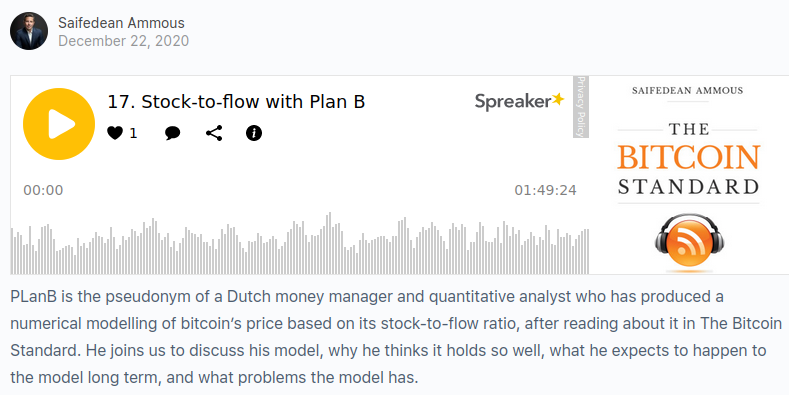 Saifedean Ammous
December 22, 2020
17. Stock-to-flow with Plan B
Spreaker
Privacy Policy
1
00:00
01:49:24
SAIFEDEAN AMMOUS
THE
BITCOIN
STANDARD
PLanB is the pseudonym of a Dutch money manager and quantitative analyst who has produced a
numerical modelling of bitcoin’s price based on its stock-to-flow ratio, after reading about it in The Bitcoin
Standard. He joins us to discuss his model, why he thinks it holds so well, what he expects to happen to
the model long term, and what problems the model has.